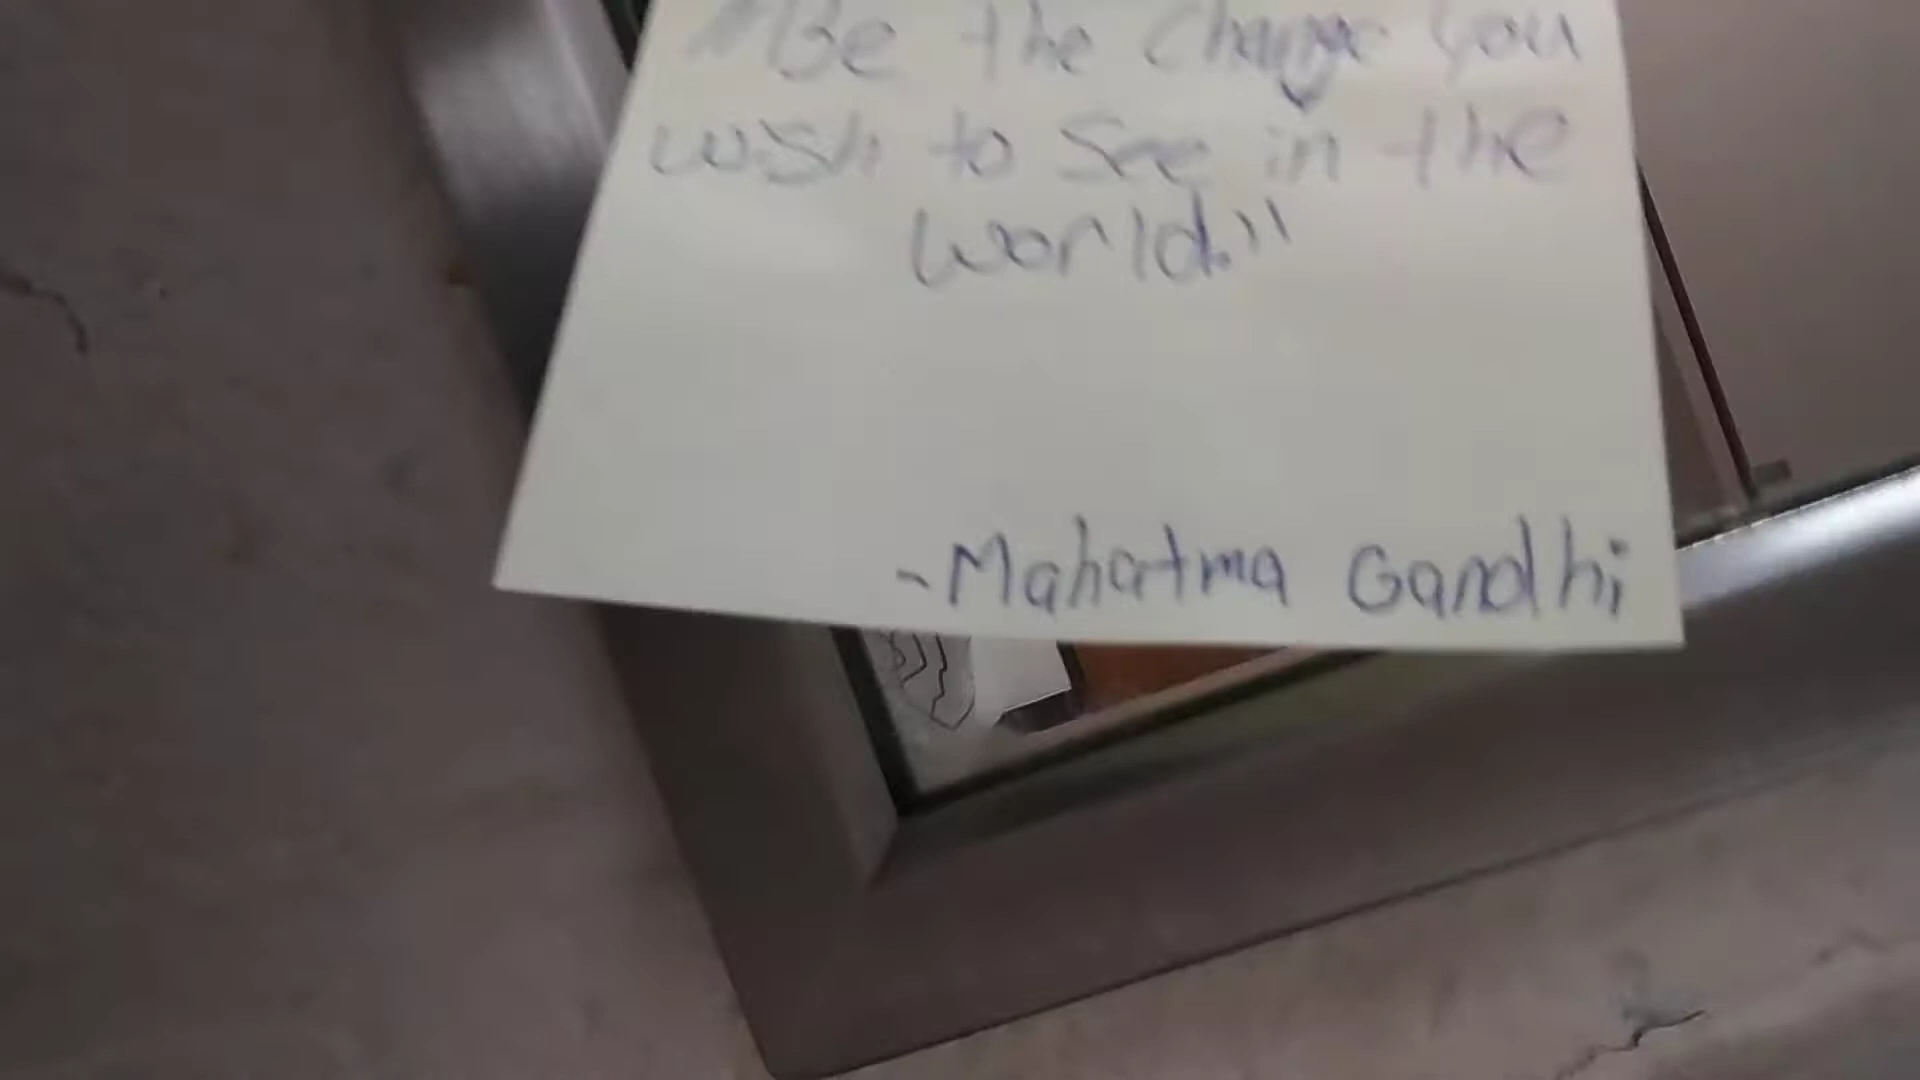 "Be the Change you
wish to see in the
world."
-Mahatma Gandhi